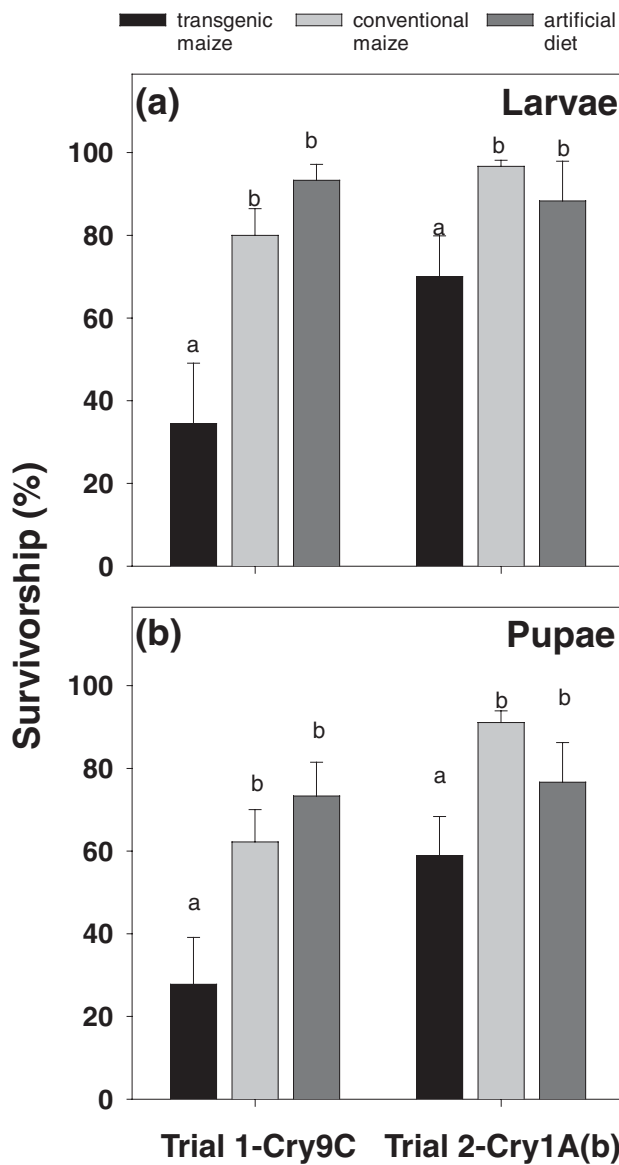 transgenic maize
conventional maize
artificial diet
(a)
Larvae
b
b
b
b
a
a
100
80
60
40
20
0
Survivorship (%)
(b)
Pupae
b
b
b
b
a
a
100
80
60
40
20
0
Trial 1-Cry9C
Trial 2-Cry1A(b)